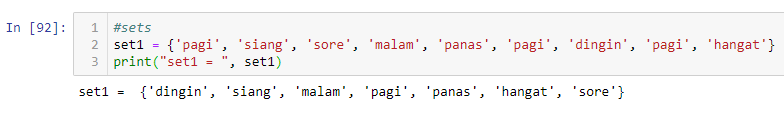 In [92]: 1 #sets
2 set1 = {'pagi', 'siang', 'sore', 'malam', 'panas', 'pagi', 'dingin', 'pagi', 'hangat'}
3 print("set1 = ", set1)
set1 =  {'dingin', 'siang', 'malam', 'pagi', 'panas', 'hangat', 'sore'}